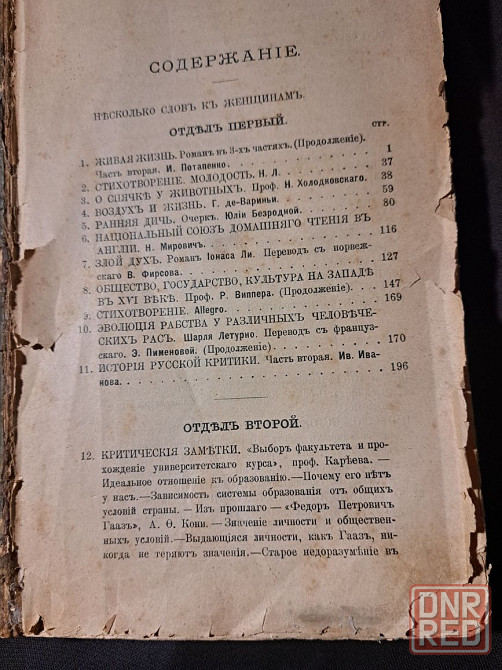 СОДЕРЖАНІЕ.
НѢСКОЛЬКО СЛОВЪ КЪ ЖЕНЩИНАМЪ.
ОТДѢЛЪ ПЕРВЫЙ.
СТР.
1. ЖИВАЯ ЖИЗНЬ. Романъ въ 3-хъ частяхъ. (Продолженіе).
Часть вторая. И. Потапенко. 1
2. СТИХОТВОРЕНІЕ. МОЛОДОСТЬ. Н. Л. 37
3. О СПЯЧКѢ У ЖИВОТНЫХЪ. Проф. Н. Холодковскаго. 38
4. ВОЗДУХЪ И ЖИЗНЬ. Г. де-Вариньи. 59
5. РАННЯЯ ДИЧЬ. Очеркъ. Юліи Безродной. 80
6. НАЦІОНАЛЬНЫЙ СОЮЗЪ ДОМАШНЯГО ЧТЕНІЯ ВЪ
АНГЛІИ. Н. Мировичъ. 116
7. ЗЛОЙ ДУХЪ. Романъ Іонаса Ли. Переводъ съ норвеж-
скаго В. Фирсова. 127
8. ОБЩЕСТВО, ГОСУДАРСТВО, КУЛЬТУРА НА ЗАПАДѢ
ВЪ XVI ВѢКѢ. Проф. Р. Виппера. (Продолженіе). 147
9. СТИХОТВОРЕНІЕ. Allegro. 169
10. ЭВОЛЮЦІЯ РАБСТВА У РАЗЛИЧНЫХЪ ЧЕЛОВѢЧЕ-
СКИХЪ РАСЪ. Шарля Летурно. Переводъ съ француз-
скаго. Э. Пименовой. (Продолженіе) 170
11. ИСТОРІЯ РУССКОЙ КРИТИКИ. Часть вторая. Ив. Ива-
нова. 196
ОТДѢЛЪ ВТОРОЙ.
12. КРИТИЧЕСКІЯ ЗАМѢТКИ. «Выборъ факультета и про-
хожденіе университетскаго курса», проф. Карѣева. —
Идеальное отношеніе къ образованію.—Почему его нѣтъ
у насъ.—Зависимость системы образованія отъ общихъ
условій страны. — Изъ прошлаго — «Федоръ Петровичъ
Гаазъ», А. Ѳ. Кони. — Значеніе личности и обществен-
ныхъ условій.—Выдающіяся личности, какъ Гаазъ, ни-
когда не теряютъ значенія.—Старое недоразумѣніе въ
DNR
RED